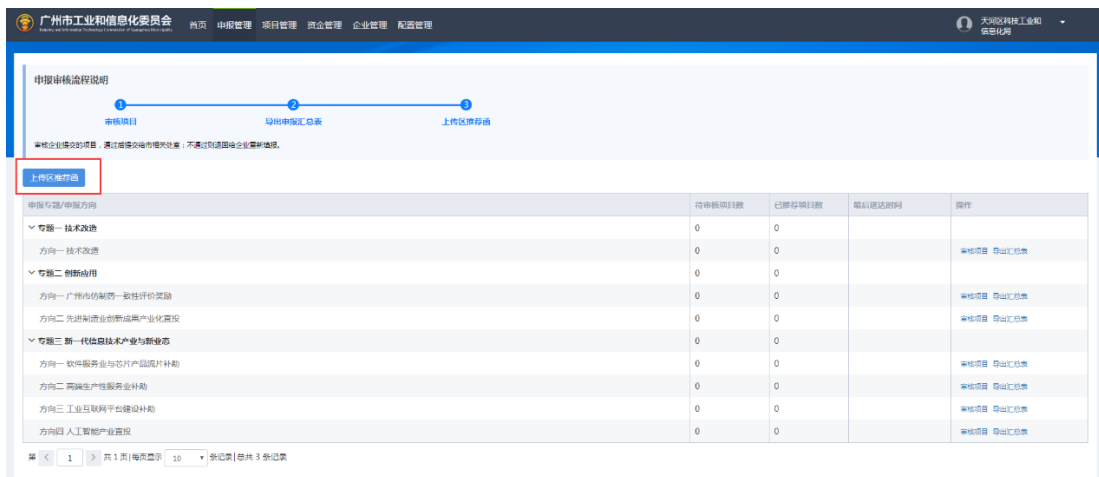 广州市工业和信息化委员会 首页 申报管理 项目管理 资金管理 企业管理 配置管理 天河区科技工业和
信息化局
申报审核流程说明
1 2 3
审核项目 导出申报汇总表 上传区推荐函
审核企业提交的项目，通过后提交给市相关处室；不通过则退回给企业重新填报。
上传区推荐函
申报专题/申报方向 待审核项目数 已推荐项目数 最后送达时间 操作
专题一 技术改造 0 0
方向一 技术改造 0 0 审核项目 导出汇总表
专题二 创新应用 0 0
方向一 广州市仿制药一致性评价奖励 0 0 审核项目 导出汇总表
方向二 先进制造业创新成果产业化直投 0 0 审核项目 导出汇总表
专题三 新一代信息技术产业与新业态 0 0
方向一 软件服务业与芯片产品流片补助 0 0 审核项目 导出汇总表
方向二 高端生产性服务业补助 0 0 审核项目 导出汇总表
方向三 工业互联网平台建设补助 0 0 审核项目 导出汇总表
方向四 人工智能产业直投 0 0 审核项目 导出汇总表
第 < 1 > 共 1 页|每页显示 10 条记录|总共 3 条记录